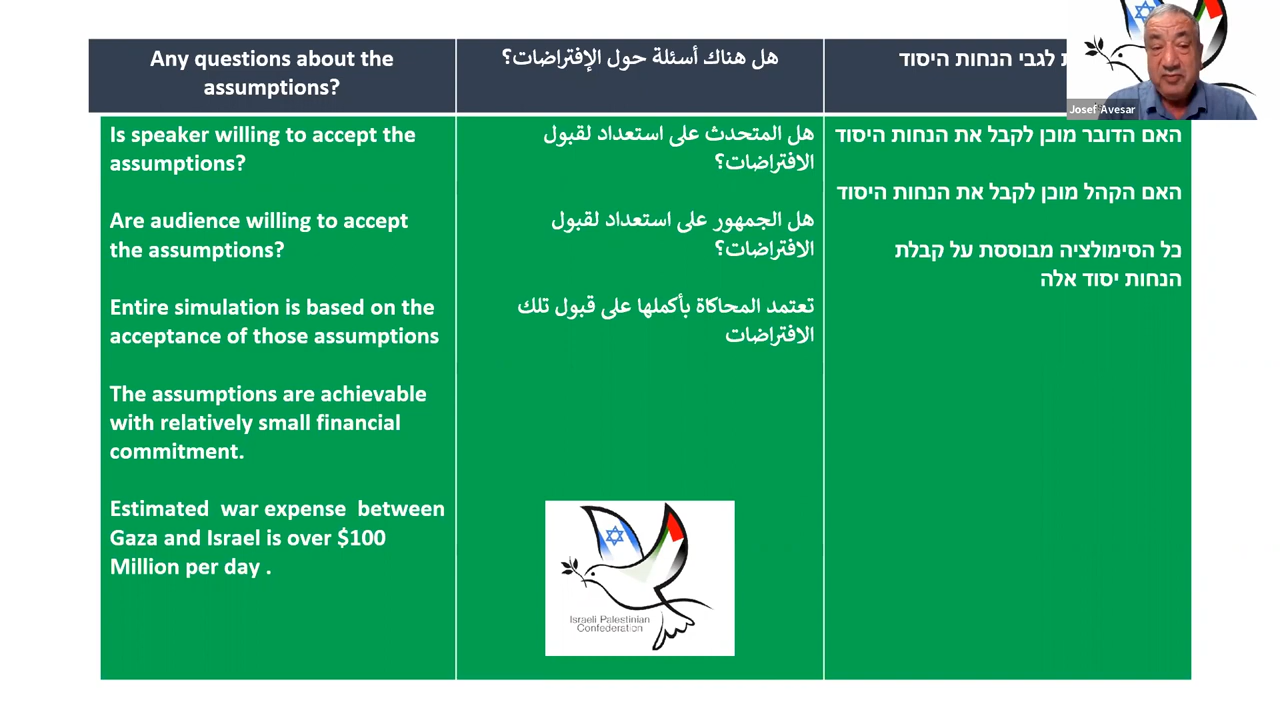 Any questions about the
assumptions?
هل هناك أسئلة حول الإفتراضات؟
לגבי הנחות היסוד
Josef Avesar
Is speaker willing to accept the
assumptions?
Are audience willing to accept
the assumptions?
Entire simulation is based on the
acceptance of those assumptions
The assumptions are achievable
with relatively small financial
commitment.
Estimated war expense between
Gaza and Israel is over $100
Million per day .
هل المتحدث على استعداد لقبول
الافتراضات؟
هل الجمهور على استعداد لقبول
الافتراضات؟
تعتمد المحاكاة بأكملها على قبول تلك
الافتراضات
Israeli Palestinian
Confederation
האם הדובר מוכן לקבל את הנחות היסוד
האם הקהל מוכן לקבל את הנחות היסוד
כל הסימולציה מבוססת על קבלת
הנחות יסוד אלה